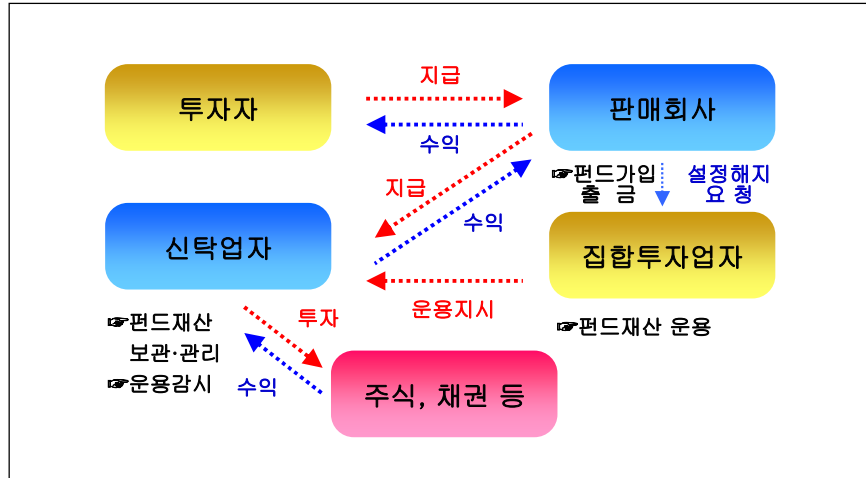 지급
투자자
판매회사
수익
☞펀드가입
출 금
설정해지
요 청
지급
수익
신탁업자
집합투자업자
운용지시
☞펀드재산
보관·관리
☞운용감시
투자
수익
☞펀드재산 운용
주식, 채권 등